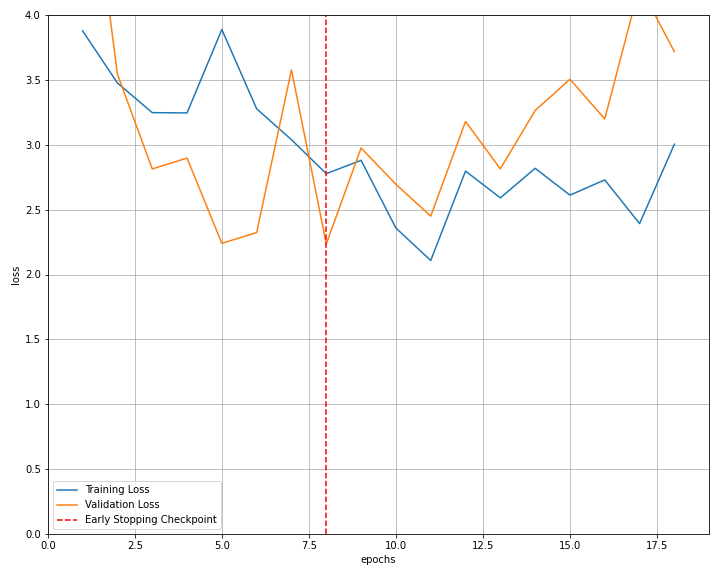 4.0
3.5
3.0
2.5
2.0
1.5
1.0
0.5
0.0
loss
Training Loss
Validation Loss
Early Stopping Checkpoint
0.0 2.5 5.0 7.5 10.0 12.5 15.0 17.5
epochs